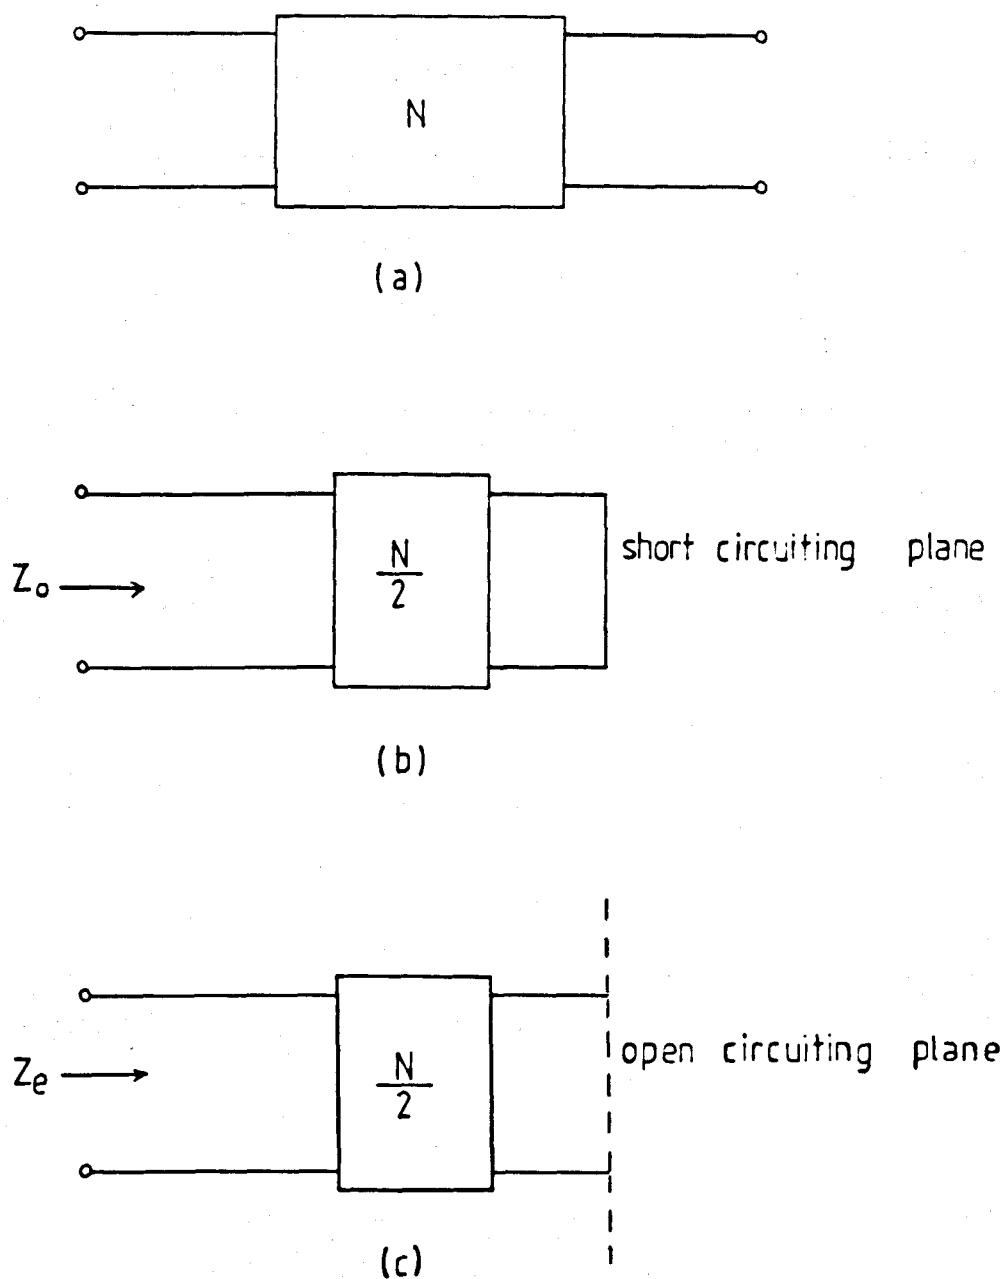 N
(a)
Zo
N
2
short circuiting plane
(b)
Ze
N
2
open circuiting plane
(c)